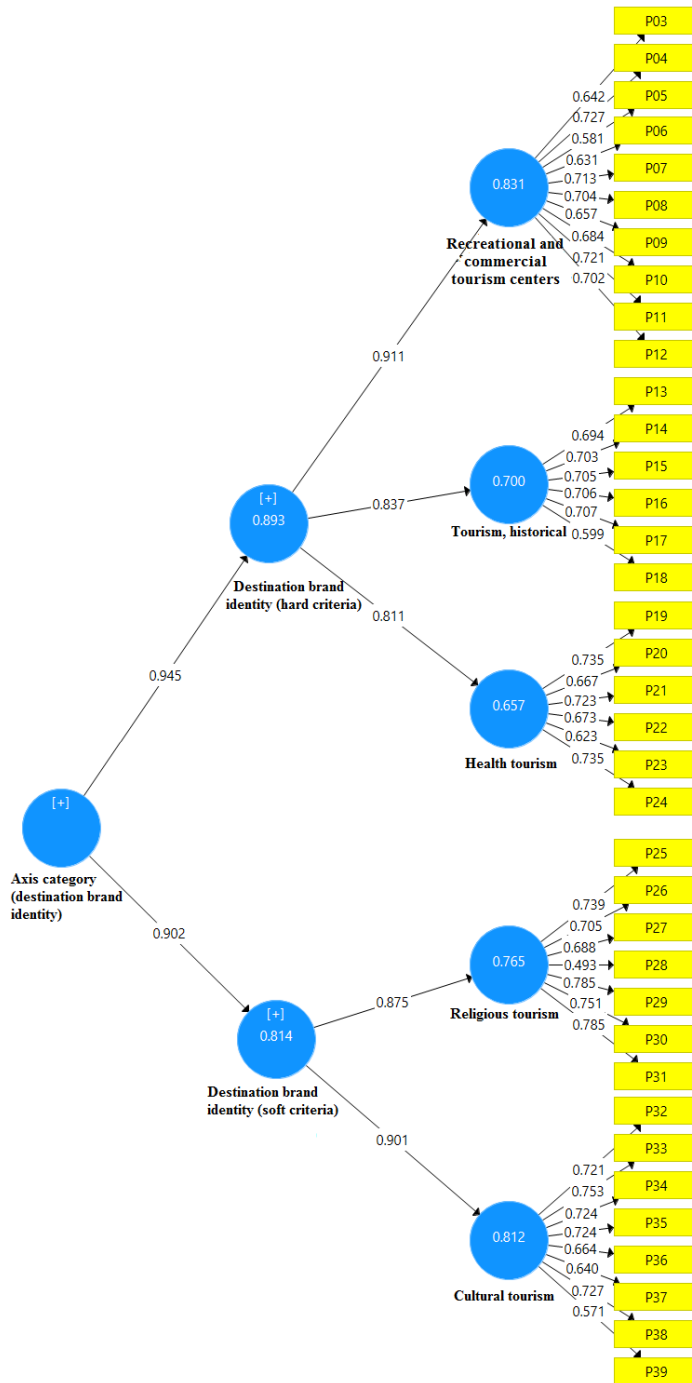 P03
P04
P05
P06
P07
P08
P09
P10
P11
P12
0.642
0.727
0.581
0.631
0.713
0.704
0.657
0.684
0.721
0.702
0.831
Recreational and
commercial
tourism centers
0.911
P13
P14
P15
P16
P17
P18
0.694
0.703
0.705
0.706
0.707
0.599
0.700
Tourism, historical
0.837
[+]
0.893
Destination brand
identity (hard criteria)
0.811
P19
P20
P21
P22
P23
P24
0.735
0.667
0.723
0.673
0.623
0.735
0.657
Health tourism
0.945
[+]
Axis category
(destination brand
identity)
0.902
P25
P26
P27
P28
P29
P30
P31
0.739
0.705
0.688
0.493
0.785
0.751
0.785
0.765
Religious tourism
0.875
[+]
0.814
Destination brand
identity (soft criteria)
0.901
P32
P33
P34
P35
P36
P37
P38
P39
0.721
0.753
0.724
0.724
0.664
0.640
0.727
0.571
0.812
Cultural tourism